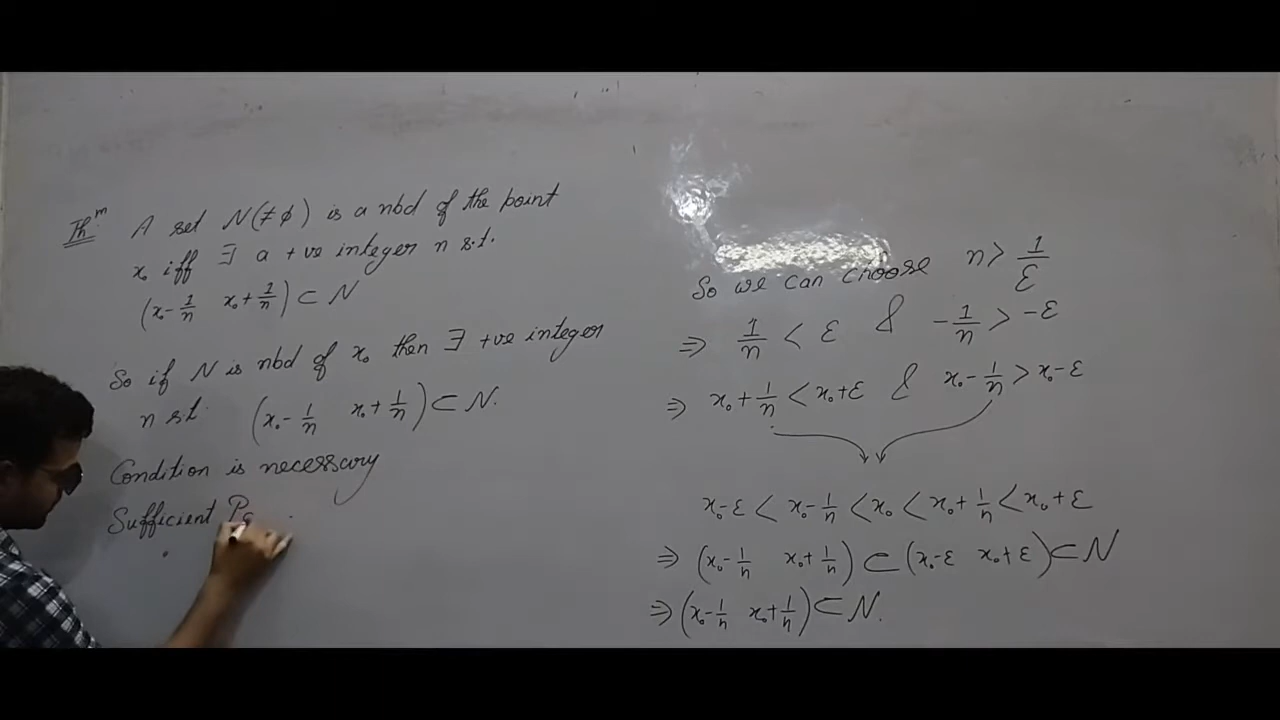 Th^m. A set N(≠ϕ) is a nbd of the point
x₀ iff ∃ a +ve integer n s.t.
(x₀-1/n x₀+1/n) ⊂ N
So if N is nbd of x₀ then ∃ +ve integer
n s.t. (x₀-1/n x₀+1/n) ⊂ N.
Condition is necessary
Sufficient
So we can choose n > 1/ε
⇒ 1/n < ε & -1/n > -ε
⇒ x₀+1/n < x₀+ε & x₀-1/n > x₀-ε
x₀-ε < x₀-1/n < x₀ < x₀+1/n < x₀+ε
⇒ (x₀-1/n x₀+1/n) ⊂ (x₀-ε x₀+ε) ⊂ N
⇒ (x₀-1/n x₀+1/n) ⊂ N.